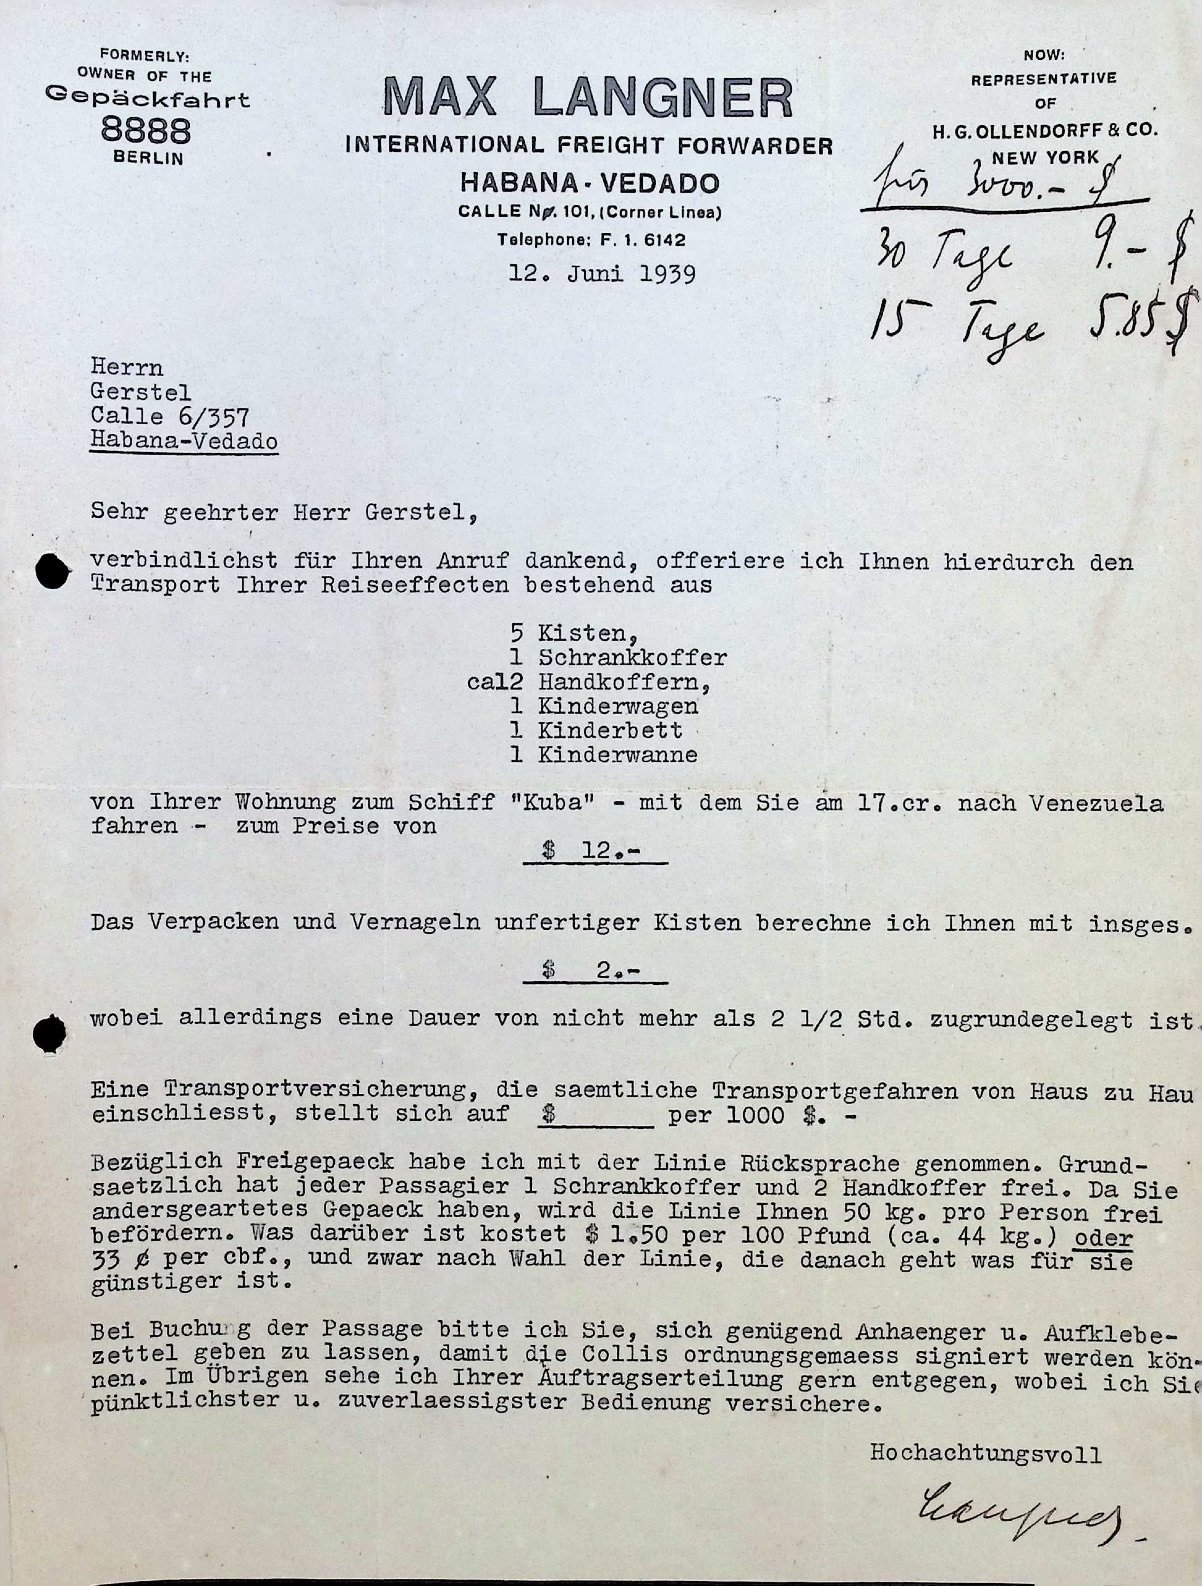 FORMERLY:
OWNER OF THE
Gepäckfahrt
8888
BERLIN
MAX LANGNER
INTERNATIONAL FREIGHT FORWARDER
HABANA - VEDADO
CALLE No. 101, (Corner Linea)
Telephone: F. 1. 6142
NOW:
REPRESENTATIVE
OF
H. G. OLLENDORFF & CO.
NEW YORK
für 3000.- $
30 Tage 9.- $
15 Tage 5.85 $
12. Juni 1939
Herrn
Gerstel
Calle 6/357
Habana-Vedado
Sehr geehrter Herr Gerstel,
verbindlichst für Ihren Anruf dankend, offeriere ich Ihnen hierdurch den
Transport Ihrer Reiseeffecten bestehend aus
5 Kisten,
1 Schrankkoffer
ca12 Handkoffern,
1 Kinderwagen
1 Kinderbett
1 Kinderwanne
von Ihrer Wohnung zum Schiff "Kuba" - mit dem Sie am 17.cr. nach Venezuela
fahren - zum Preise von
$ 12.-
Das Verpacken und Vernageln unfertiger Kisten berechne ich Ihnen mit insges.
$ 2.-
wobei allerdings eine Dauer von nicht mehr als 2 1/2 Std. zugrundegelegt ist.
Eine Transportversicherung, die saemtliche Transportgefahren von Haus zu Hau
einschliesst, stellt sich auf $______ per 1000 $. -
Bezüglich Freigepaeck habe ich mit der Linie Rücksprache genommen. Grund-
saetzlich hat jeder Passagier 1 Schrankkoffer und 2 Handkoffer frei. Da Sie
andersgeartetes Gepaeck haben, wird die Linie Ihnen 50 kg. pro Person frei
befördern. Was darüber ist kostet $ 1.50 per 100 Pfund (ca. 44 kg.) oder
33 ¢ per cbf., und zwar nach Wahl der Linie, die danach geht was für sie
günstiger ist.
Bei Buchung der Passage bitte ich Sie, sich genügend Anhaenger u. Aufklebe-
zettel geben zu lassen, damit die Collis ordnungsgemaess signiert werden kön-
nen. Im Übrigen sehe ich Ihrer Auftragserteilung gern entgegen, wobei ich Sie
pünktlichster u. zuverlaessigster Bedienung versichere.
Hochachtungsvoll
Langner